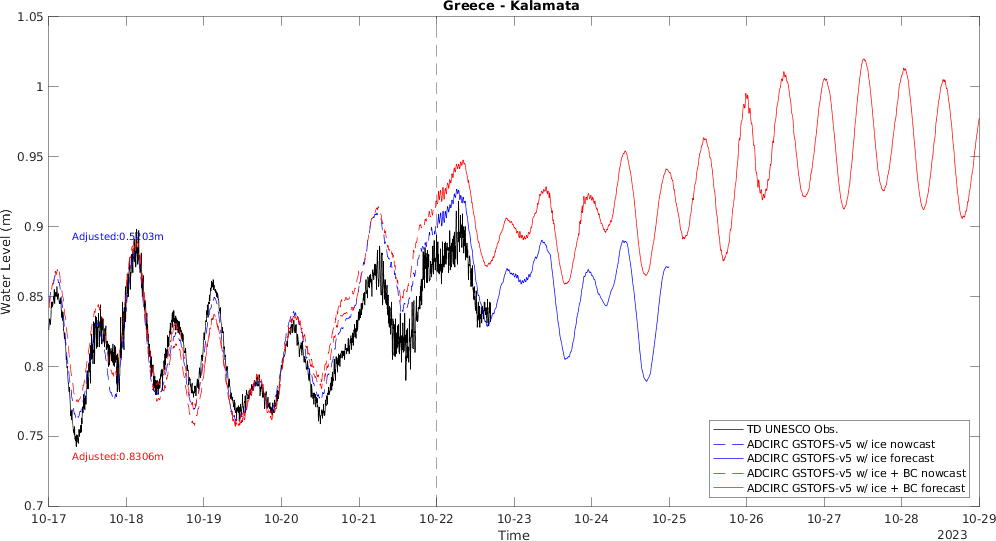 Greece - Kalamata
1.05
1
0.95
0.9
0.85
0.8
0.75
0.7
Water Level (m)
Adjusted:0.5203m
Adjusted:0.8306m
TD UNESCO Obs.
ADCIRC GSTOFS-v5 w/ ice nowcast
ADCIRC GSTOFS-v5 w/ ice forecast
ADCIRC GSTOFS-v5 w/ ice + BC nowcast
ADCIRC GSTOFS-v5 w/ ice + BC forecast
10-17 10-18 10-19 10-20 10-21 10-22 10-23 10-24 10-25 10-26 10-27 10-28 10-29
Time
2023